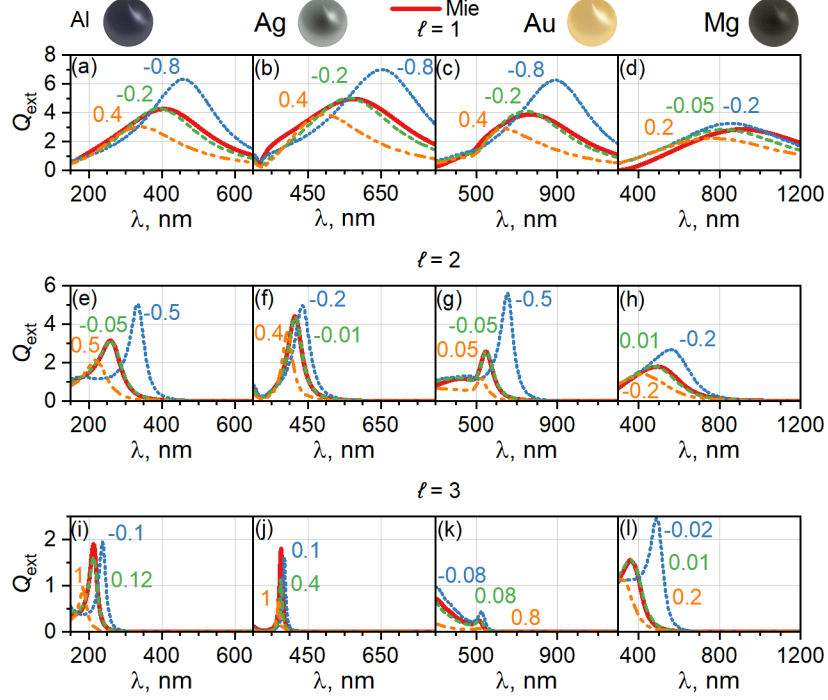 Al Ag Mie Au Mg
ℓ = 1
(a) -0.8 -0.2 0.4
(b) -0.2 -0.8 0.4
(c) -0.8 -0.2 0.4
(d) -0.05 -0.2 0.2
Qext
8
6
4
2
0
200 400 600 450 650 500 900 400 800 1200
λ, nm λ, nm λ, nm λ, nm
ℓ = 2
(e) -0.5 -0.05 0.5
(f) -0.2 0.4 -0.01
(g) -0.5 -0.05 0.05
(h) 0.01 -0.2 -0.2
Qext
6
4
2
0
200 400 600 450 650 500 900 400 800 1200
λ, nm λ, nm λ, nm λ, nm
ℓ = 3
(i) -0.1 1 0.12
(j) 0.1 0.4 1
(k) -0.08 0.08 0.8
(l) -0.02 0.01 0.2
Qext
2
1
0
200 400 600 450 650 500 900 400 800 1200
λ, nm λ, nm λ, nm λ, nm